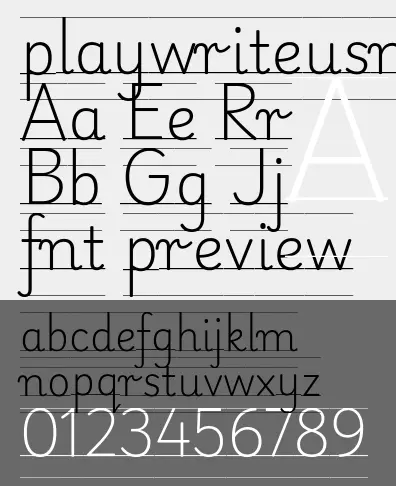 playwriteusm
Aa Ee Rr
A
Bb Gg Jj
fnt preview
abcdefghijklm
nopqrstuvwxyz
0123456789